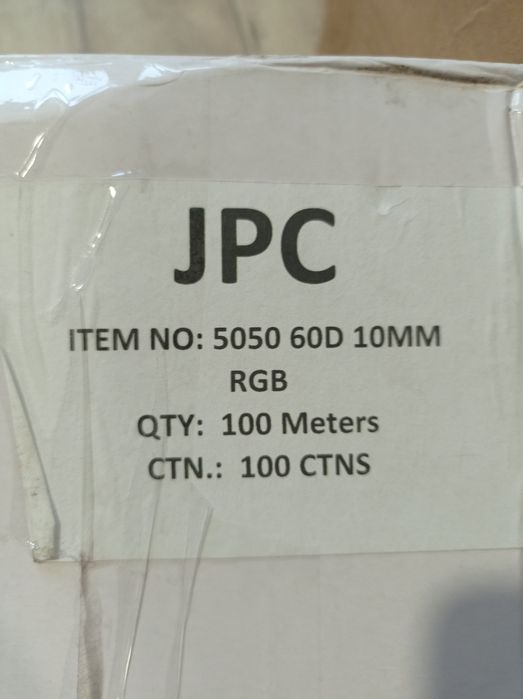 JPC
ITEM NO: 5050 60D 10MM
RGB
QTY: 100 Meters
CTN.: 100 CTNS